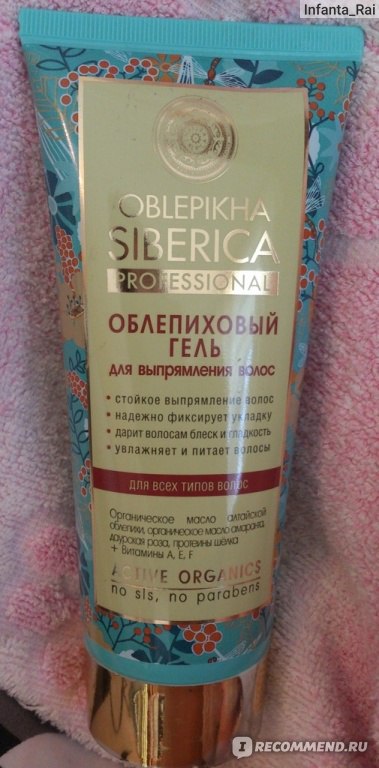 Infanta_Rai
OBLEPIKHA
SIBERICA
PROFESSIONAL
ОБЛЕПИХОВЫЙ
ГЕЛЬ
для выпрямления волос
• стойкое выпрямление волос
• надежно фиксирует укладку
• дарит волосам блеск и гладкость
• увлажняет и питает волосы
ДЛЯ ВСЕХ ТИПОВ ВОЛОС
Органическое масло алтайской
облепихи, органическое масло амаранта,
даурская роза, протеины шёлка
+ Витамины А, Е, F
ACTIVE ORGANICS
no sls, no parabens
I RECOMMEND.RU